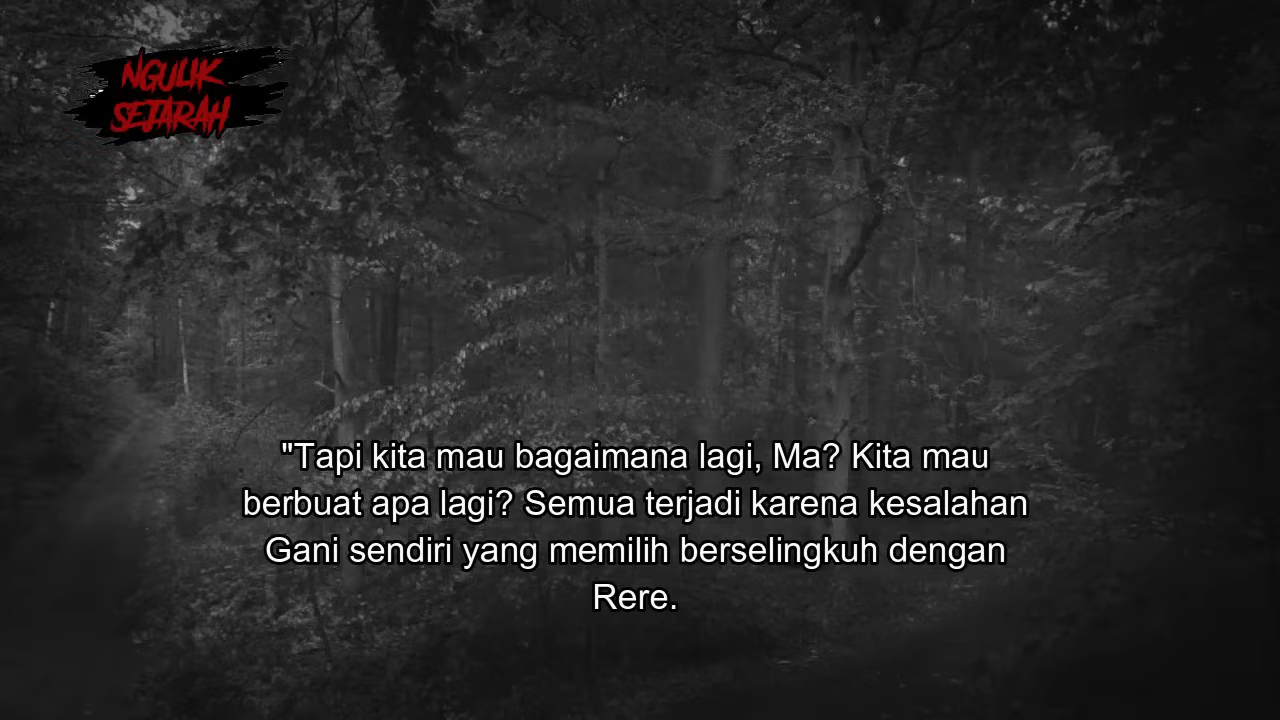 NGULIK
SEJARAH
"Tapi kita mau bagaimana lagi, Ma? Kita mau
berbuat apa lagi? Semua terjadi karena kesalahan
Gani sendiri yang memilih berselingkuh dengan
Rere.